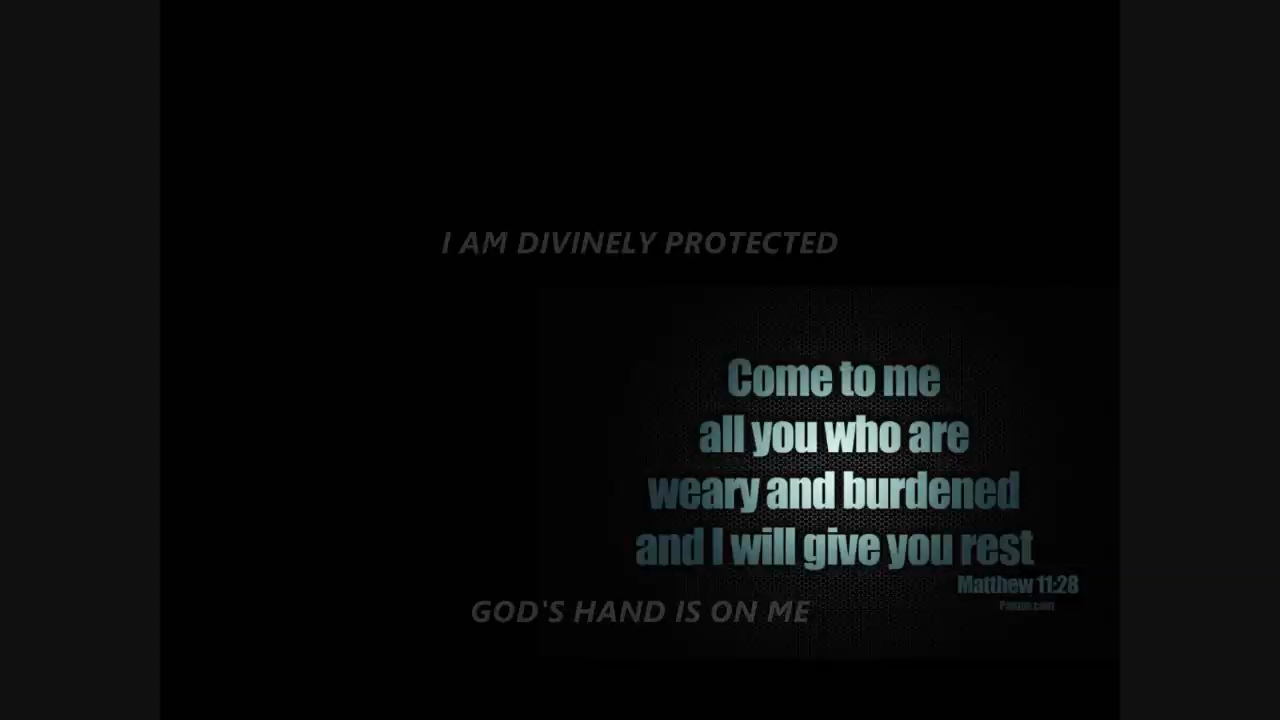 I AM DIVINELY PROTECTED
Come to me
all you who are
weary and burdened
and I will give you rest
Matthew 11:28
GOD'S HAND IS ON ME